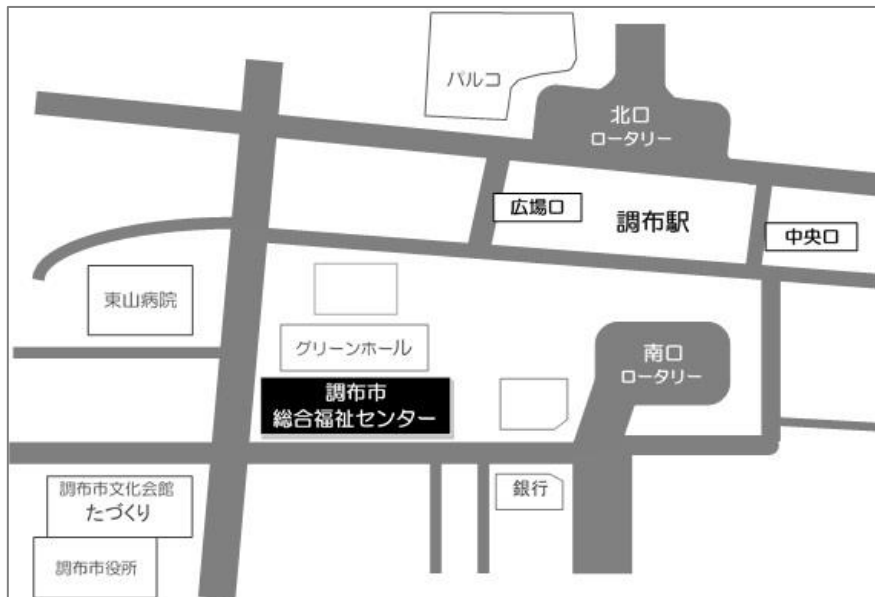 パルコ
北口
ロータリー
広場口
調布駅
中央口
東山病院
グリーンホール
南口
ロータリー
調布市
総合福祉センター
調布市文化会館
たづくり
銀行
調布市役所